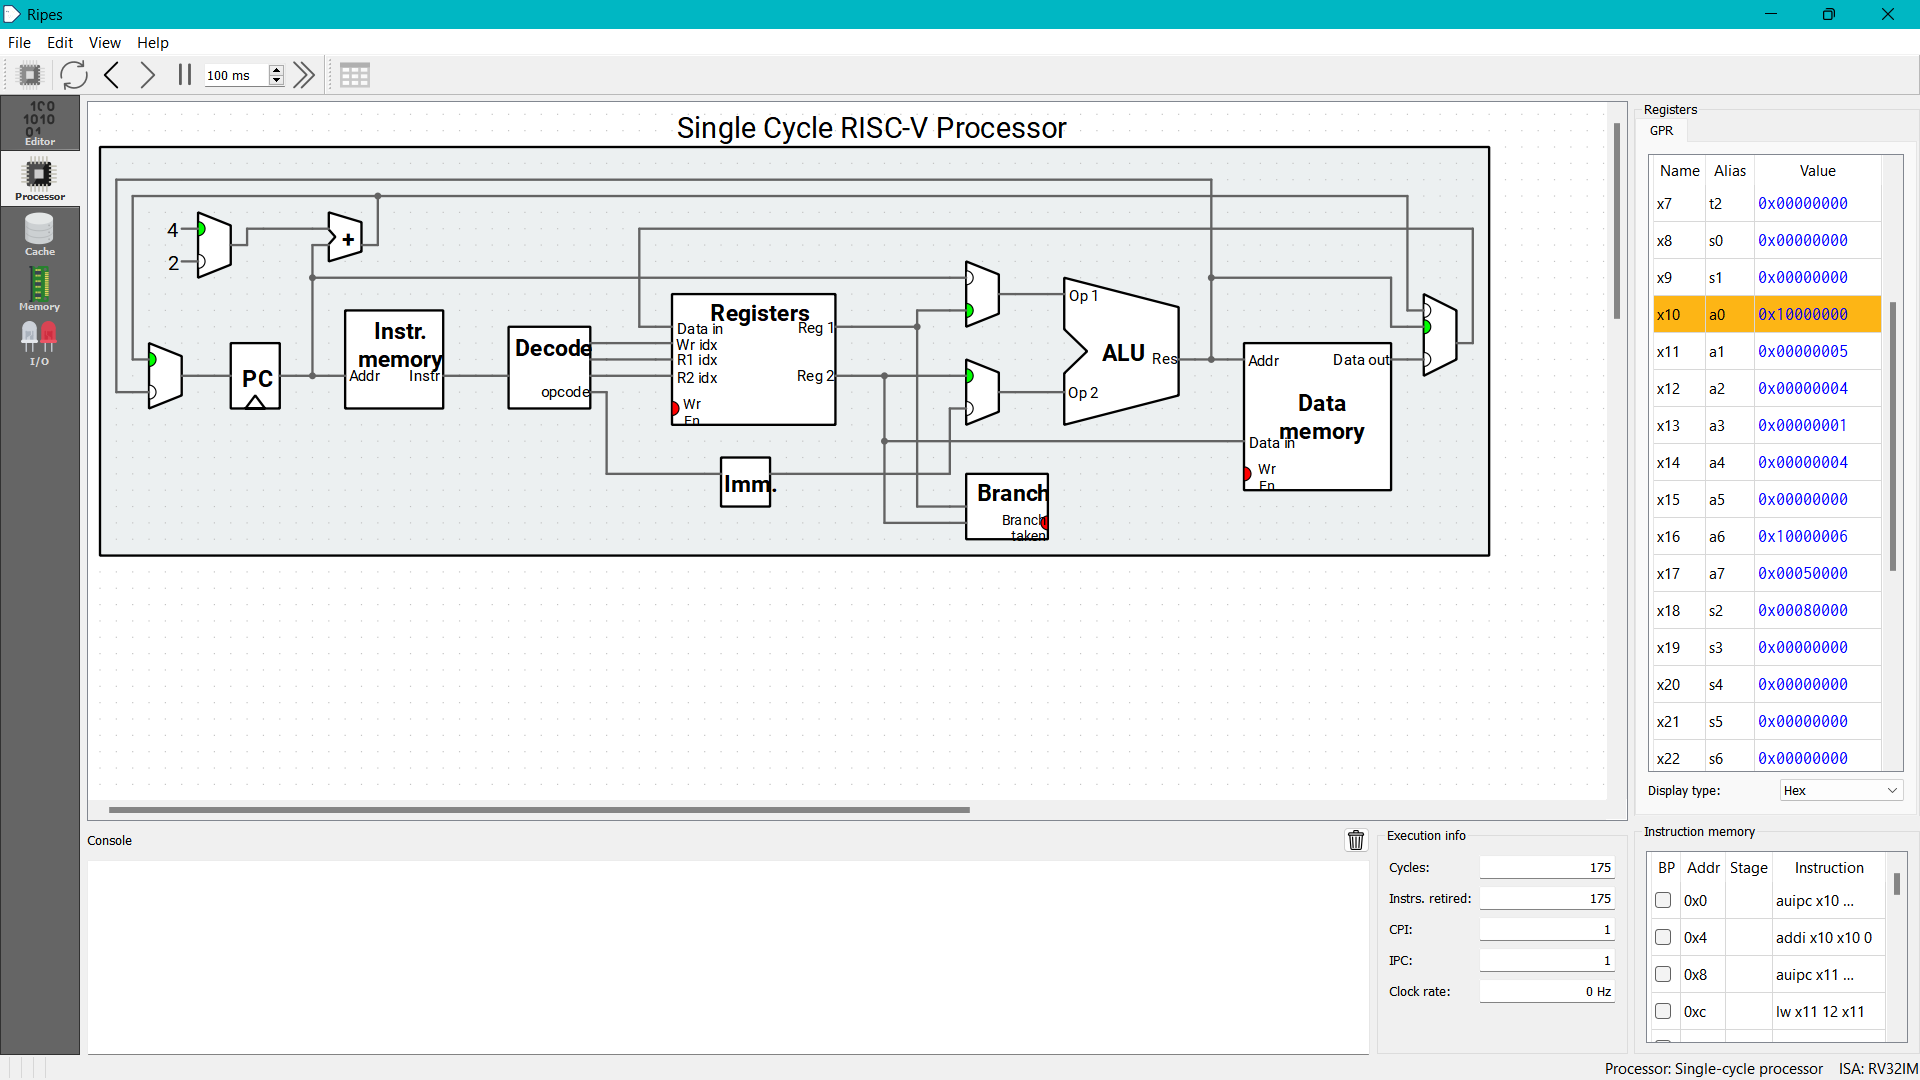 Ripes
File Edit View Help
100 ms
Editor
Processor
Cache
Memory
I/O
Single Cycle RISC-V Processor
4
2
+
PC
Instr. memory
Addr
Instr
Decode
opcode
Registers
Data in
Wr idx
R1 idx
R2 idx
Wr
En
Reg 1
Reg 2
Imm.
Op 1
Op 2
ALU
Res
Branch
Branch
taken
Data memory
Addr
Data out
Data in
Wr
En
Registers
GPR
Name Alias Value
x7 t2 0x00000000
x8 s0 0x00000000
x9 s1 0x00000000
x10 a0 0x10000000
x11 a1 0x00000005
x12 a2 0x00000004
x13 a3 0x00000001
x14 a4 0x00000004
x15 a5 0x00000000
x16 a6 0x10000006
x17 a7 0x00050000
x18 s2 0x00080000
x19 s3 0x00000000
x20 s4 0x00000000
x21 s5 0x00000000
x22 s6 0x00000000
Display type: Hex
Console
Execution info
Cycles: 175
Instrs. retired: 175
CPI: 1
IPC: 1
Clock rate: 0 Hz
Instruction memory
BP Addr Stage Instruction
0x0 auipc x10 ...
0x4 addi x10 x10 0
0x8 auipc x11 ...
0xc lw x11 12 x11
Processor: Single-cycle processor ISA: RV32IM